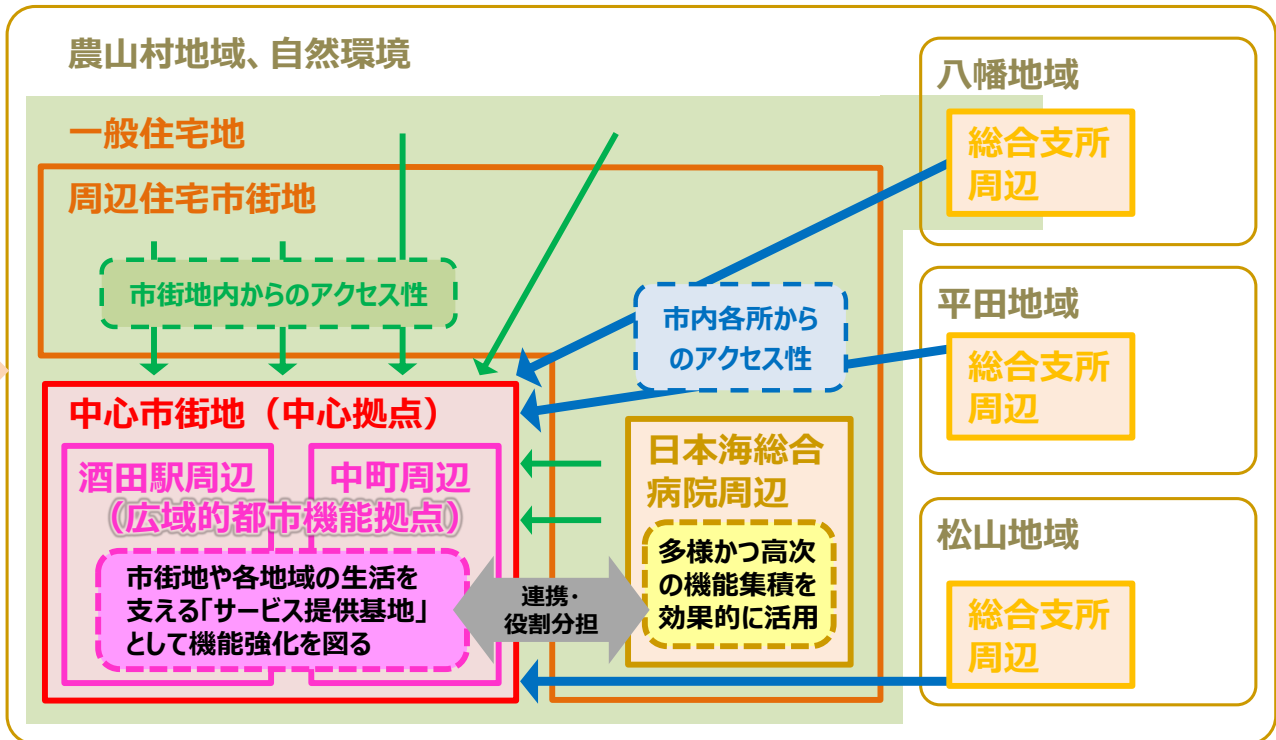 農山村地域、自然環境
一般住宅地
周辺住宅市街地
市街地内からのアクセス性
市内各所から
のアクセス性
中心市街地（中心拠点）
酒田駅周辺
中町周辺
（広域的都市機能拠点）
市街地や各地域の生活を
支える「サービス提供基地」
として機能強化を図る
連携・
役割分担
日本海総合
病院周辺
多様かつ高次
の機能集積を
効果的に活用
八幡地域
総合支所
周辺
平田地域
総合支所
周辺
松山地域
総合支所
周辺